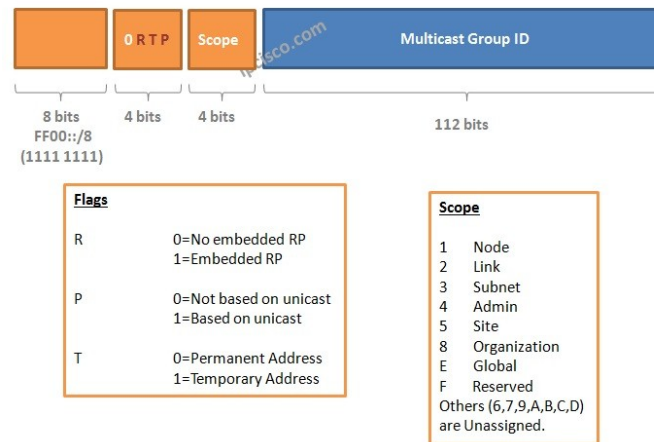 0 R T P
Scope
Multicast Group ID
ipcisco.com
8 bits
FF00::/8
(1111 1111)
4 bits
4 bits
112 bits
Flags
R 0=No embedded RP
1=Embedded RP
P 0=Not based on unicast
1=Based on unicast
T 0=Permanent Address
1=Temporary Address
Scope
1 Node
2 Link
3 Subnet
4 Admin
5 Site
8 Organization
E Global
F Reserved
Others (6,7,9,A,B,C,D)
are Unassigned.